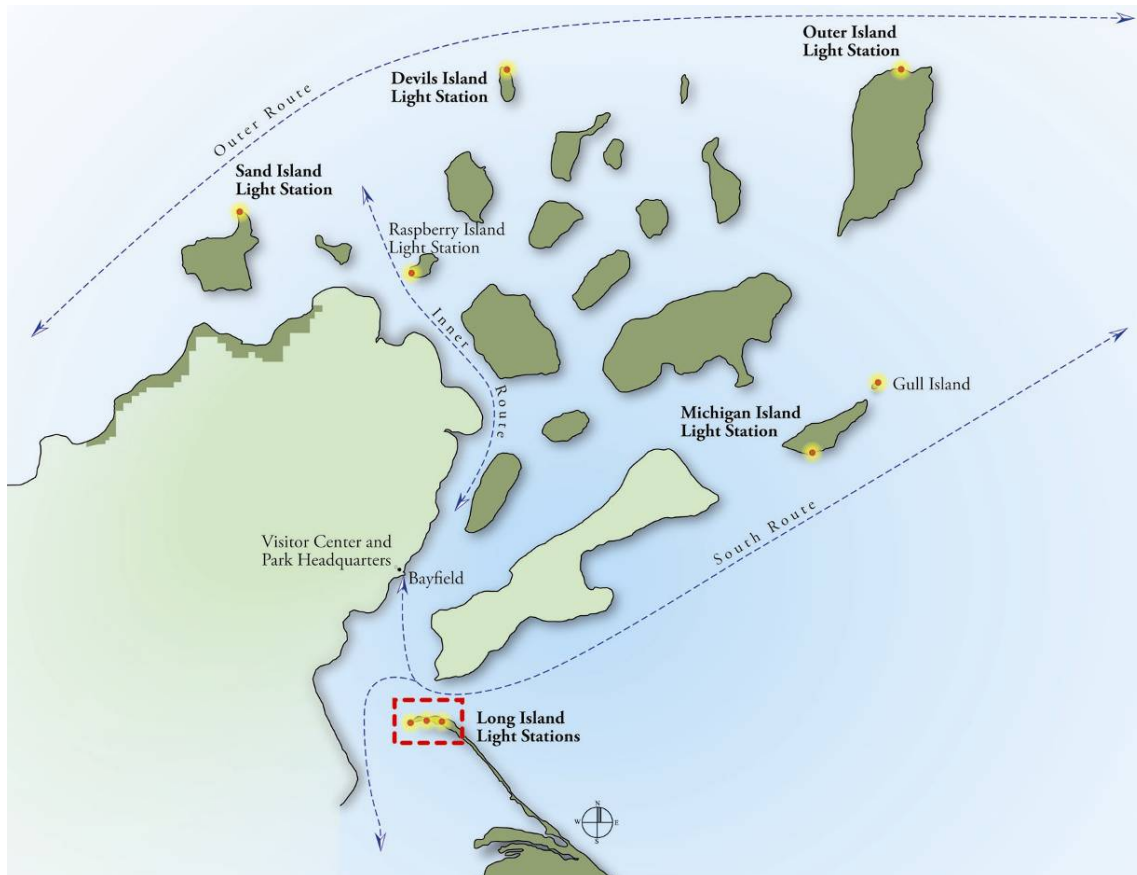 Outer Island
Light Station
Devils Island
Light Station
Outer Route
Sand Island
Light Station
Raspberry Island
Light Station
Inner
Route
Gull Island
Michigan Island
Light Station
South Route
Visitor Center and
Park Headquarters
Bayfield
Long Island
Light Stations
N
W
E
S